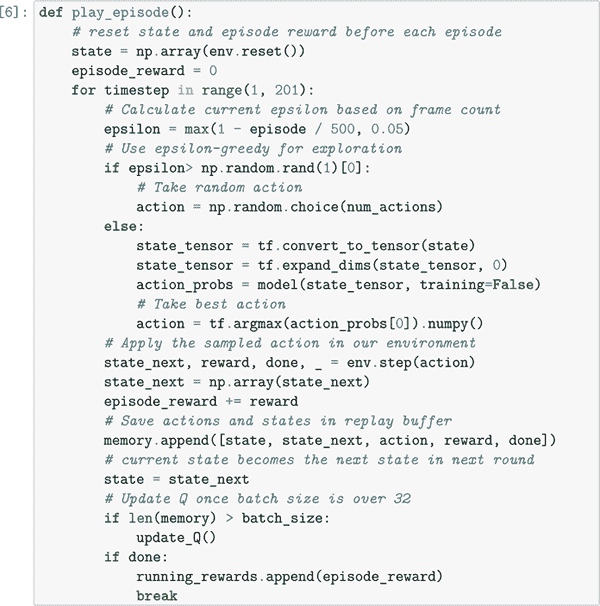 [6]: def play_episode():
    # reset state and episode reward before each episode
    state = np.array(env.reset())
    episode_reward = 0
    for timestep in range(1, 201):
        # Calculate current epsilon based on frame count
        epsilon = max(1 - episode / 500, 0.05)
        # Use epsilon-greedy for exploration
        if epsilon> np.random.rand(1)[0]:
            # Take random action
            action = np.random.choice(num_actions)
        else:
            state_tensor = tf.convert_to_tensor(state)
            state_tensor = tf.expand_dims(state_tensor, 0)
            action_probs = model(state_tensor, training=False)
            # Take best action
            action = tf.argmax(action_probs[0]).numpy()
        # Apply the sampled action in our environment
        state_next, reward, done, _ = env.step(action)
        state_next = np.array(state_next)
        episode_reward += reward
        # Save actions and states in replay buffer
        memory.append([state, state_next, action, reward, done])
        # current state becomes the next state in next round
        state = state_next
        # Update Q once batch size is over 32
        if len(memory) > batch_size:
            update_Q()
        if done:
            running_rewards.append(episode_reward)
            break